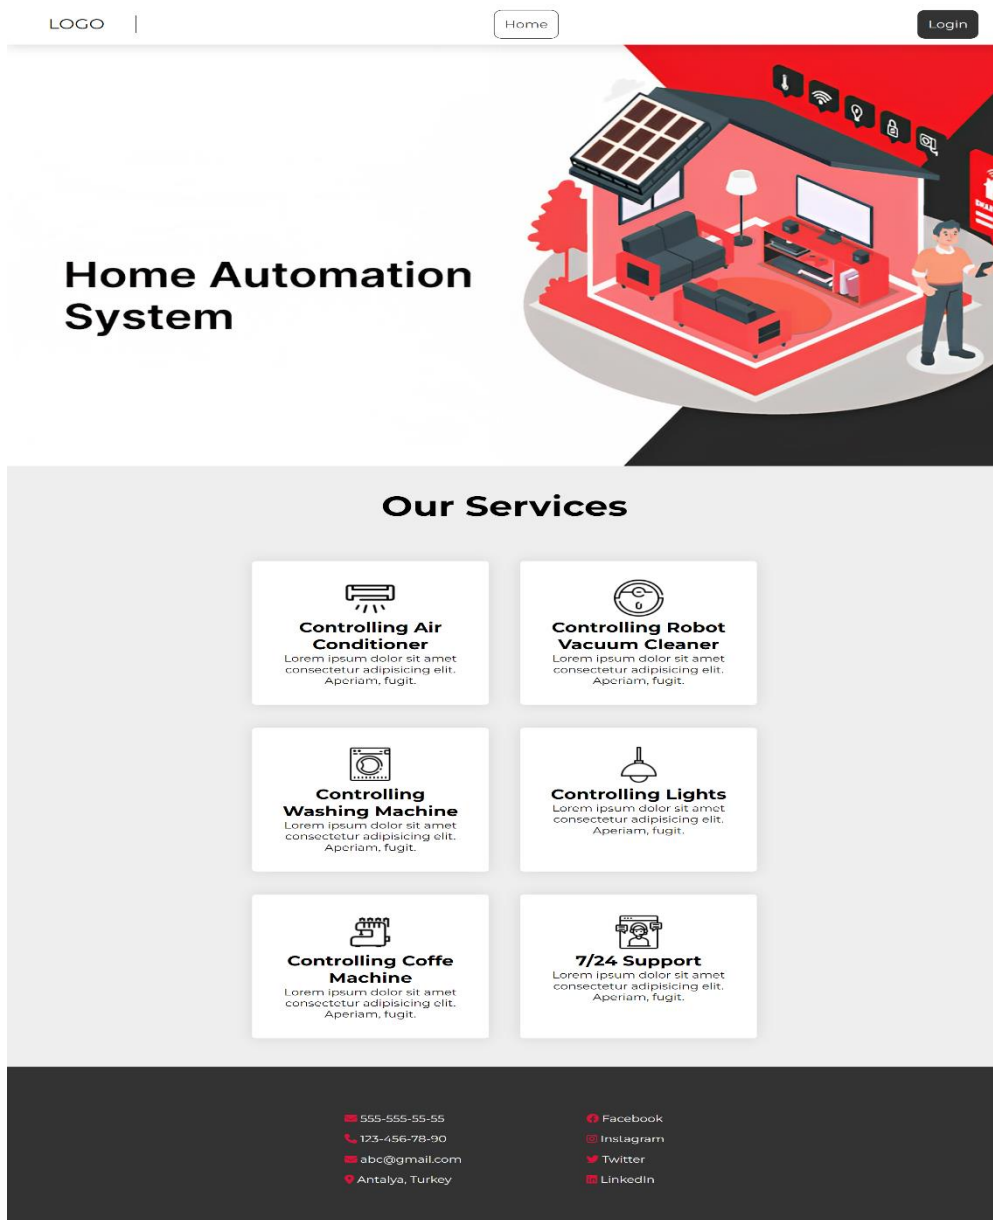 LOGO
Home
Login
Home Automation
System
Our Services
Controlling Air
Conditioner
Lorem ipsum dolor sit amet
consectetur adipisicing elit.
Aperiam, fugit.
Controlling Robot
Vacuum Cleaner
Lorem ipsum dolor sit amet
consectetur adipisicing elit.
Aperiam, fugit.
Controlling
Washing Machine
Lorem ipsum dolor sit amet
consectetur adipisicing elit.
Aperiam, fugit.
Controlling Lights
Lorem ipsum dolor sit amet
consectetur adipisicing elit.
Aperiam, fugit.
Controlling Coffe
Machine
Lorem ipsum dolor sit amet
consectetur adipisicing elit.
Aperiam, fugit.
7/24 Support
Lorem ipsum dolor sit amet
consectetur adipisicing elit.
Aperiam, fugit.
555-555-55-55
123-456-78-90
abc@gmail.com
Antalya, Turkey
Facebook
Instagram
Twitter
LinkedIn